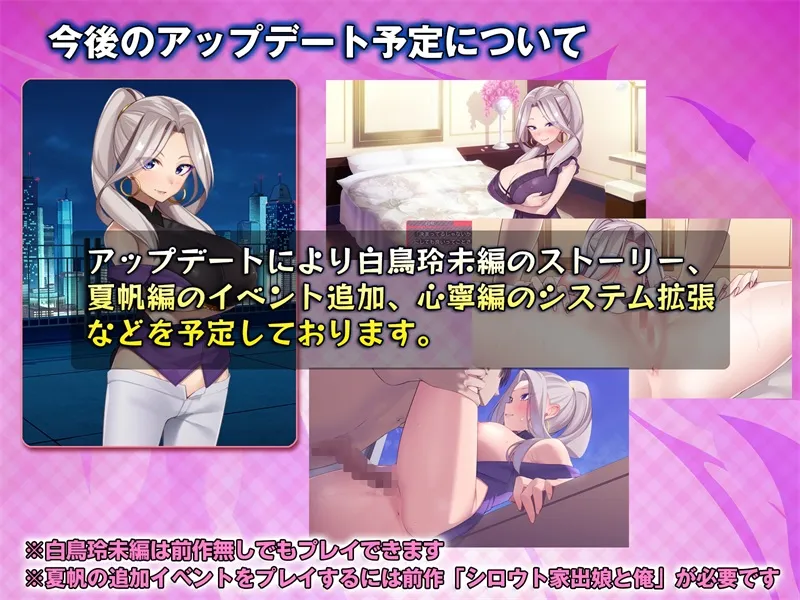 今後のアップデート予定について
アップデートにより白鳥玲未編のストーリー、
夏帆編のイベント追加、心寧編のシステム拡張
などを予定しております。
※白鳥玲未編は前作無しでもプレイできます
※夏帆の追加イベントをプレイするには前作「シロウト家出娘と俺」が必要です